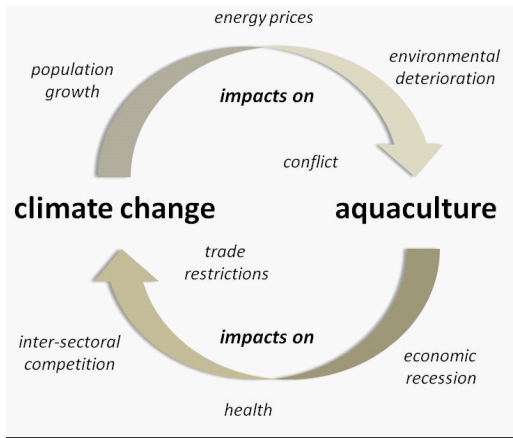 energy prices
population
growth
environmental
deterioration
impacts on
conflict
climate change
aquaculture
trade
restrictions
inter-sectoral
competition
impacts on
economic
recession
health